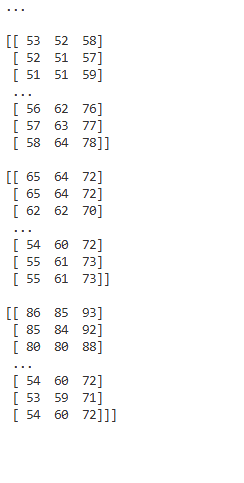 ...
[[ 53 52 58]
[ 52 51 57]
[ 51 51 59]
...
[ 56 62 76]
[ 57 63 77]
[ 58 64 78]]
[[ 65 64 72]
[ 65 64 72]
[ 62 62 70]
...
[ 54 60 72]
[ 55 61 73]
[ 55 61 73]]
[[ 86 85 93]
[ 85 84 92]
[ 80 80 88]
...
[ 54 60 72]
[ 53 59 71]
[ 54 60 72]]]